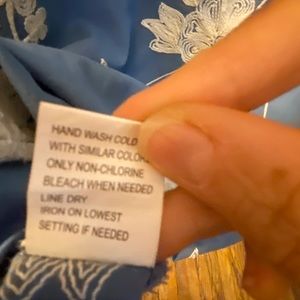 HAND WASH COLD
WITH SIMILAR COLORS
ONLY NON-CHLORINE
BLEACH WHEN NEEDED
LINE DRY
IRON ON LOWEST
SETTING IF NEEDED